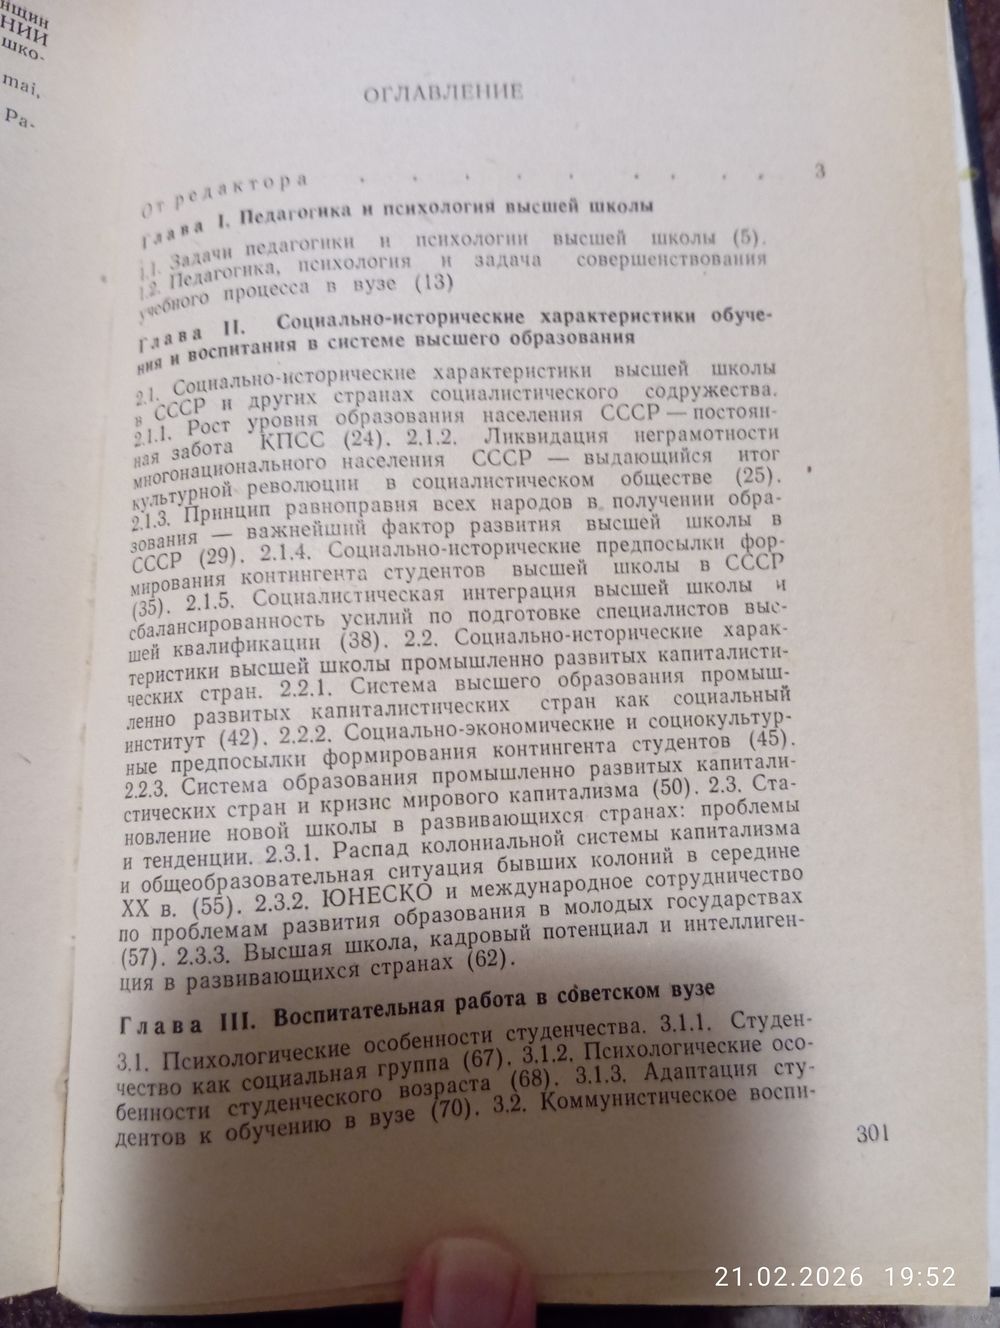 нщин
НИИ
шко-
mai,
Ра-
ОГЛАВЛЕНИЕ
От редактора . . . . . . . . . 3
Глава I. Педагогика и психология высшей школы
1.1. Задачи педагогики и психологии высшей школы (5).
1.2. Педагогика, психология и задача совершенствования
учебного процесса в вузе (13)
Глава II. Социально-исторические характеристики обуче-
ния и воспитания в системе высшего образования
2.1. Социально-исторические характеристики высшей школы
в СССР и других странах социалистического содружества.
2.1.1. Рост уровня образования населения СССР — постоян-
ная забота КПСС (24). 2.1.2. Ликвидация неграмотности
многонационального населения СССР — выдающийся итог
культурной революции в социалистическом обществе (25).
2.1.3. Принцип равноправия всех народов в получении обра-
зования — важнейший фактор развития высшей школы в
СССР (29). 2.1.4. Социально-исторические предпосылки фор-
мирования контингента студентов высшей школы в СССР
(35). 2.1.5. Социалистическая интеграция высшей школы и
сбалансированность усилий по подготовке специалистов выс-
шей квалификации (38). 2.2. Социально-исторические харак-
теристики высшей школы промышленно развитых капиталисти-
ческих стран. 2.2.1. Система высшего образования промыш-
ленно развитых капиталистических стран как социальный
институт (42). 2.2.2. Социально-экономические и социокультур-
ные предпосылки формирования контингента студентов (45).
2.2.3. Система образования промышленно развитых капитали-
стических стран и кризис мирового капитализма (50). 2.3. Ста-
новление новой школы в развивающихся странах: проблемы
и тенденции. 2.3.1. Распад колониальной системы капитализма
и общеобразовательная ситуация бывших колоний в середине
XX в. (55). 2.3.2. ЮНЕСКО и международное сотрудничество
по проблемам развития образования в молодых государствах
(57). 2.3.3. Высшая школа, кадровый потенциал и интеллиген-
ция в развивающихся странах (62).
Глава III. Воспитательная работа в советском вузе
3.1. Психологические особенности студенчества. 3.1.1. Студен-
чество как социальная группа (67). 3.1.2. Психологические осо-
бенности студенческого возраста (68). 3.1.3. Адаптация сту-
дентов к обучению в вузе (70). 3.2. Коммунистическое воспи-
301
21.02.2026 19:52